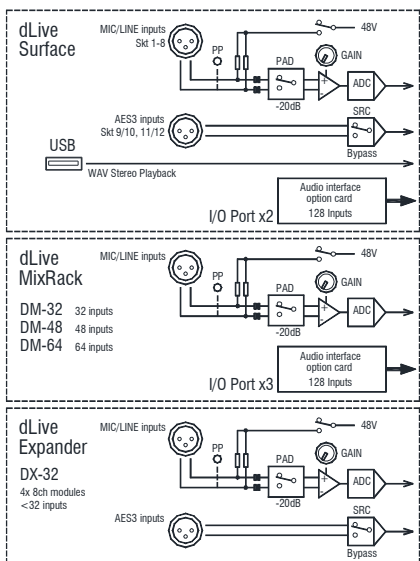 dLive
Surface
MIC/LINE inputs
Skt 1-8
PP
48V
GAIN
PAD
-20dB
+
-
ADC
AES3 inputs
Skt 9/10, 11/12
SRC
Bypass
USB
WAV Stereo Playback
Audio interface
option card
128 Inputs
I/O Port x2
dLive
MixRack
DM-32 32 inputs
DM-48 48 inputs
DM-64 64 inputs
MIC/LINE inputs
PP
48V
GAIN
PAD
-20dB
+
-
ADC
Audio interface
option card
128 Inputs
I/O Port x3
dLive
Expander
DX-32
4x 8ch modules
<32 inputs
MIC/LINE inputs
PP
48V
GAIN
PAD
-20dB
+
-
ADC
AES3 inputs
SRC
Bypass